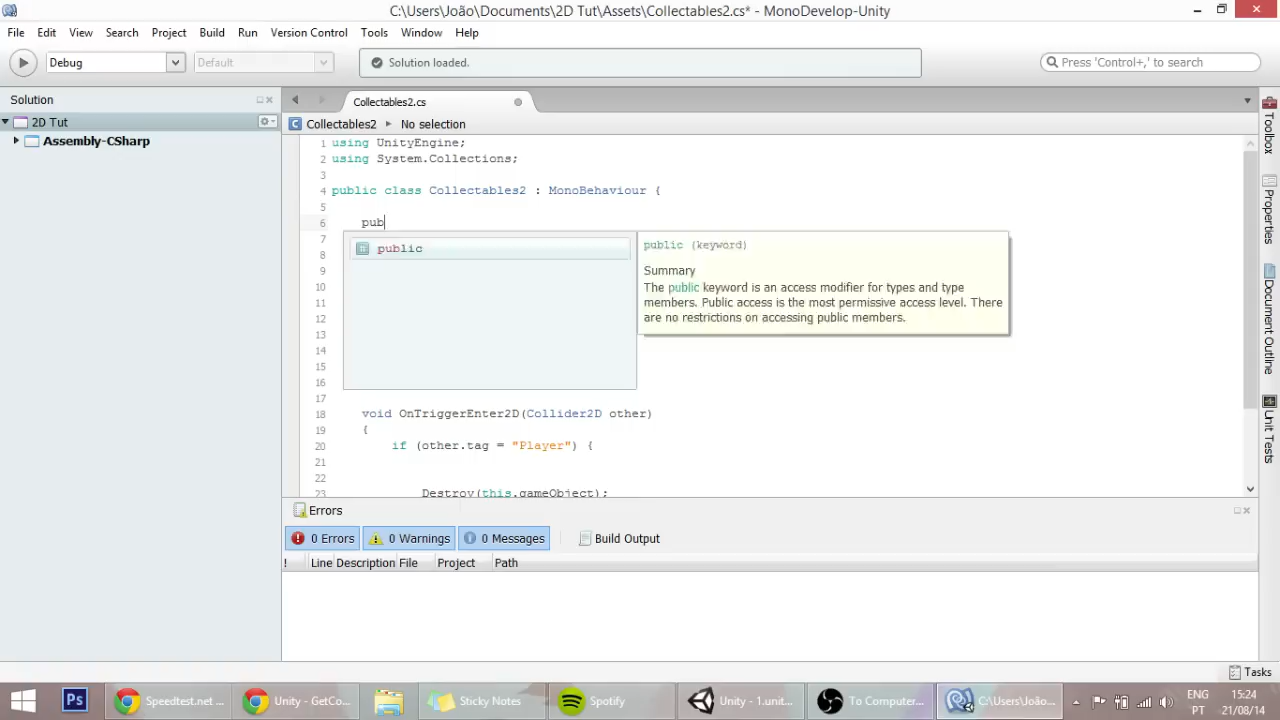 C:\Users\João\Documents\2D Tut\Assets\Collectables2.cs* - MonoDevelop-Unity
File Edit View Search Project Build Run Version Control Tools Window Help
Debug Default Solution loaded. Press 'Control+,' to search
Solution
Collectables2.cs
2D Tut
Collectables2 No selection
Assembly-CSharp
1 using UnityEngine;
2 using System.Collections;
3
4 public class Collectables2 : MonoBehaviour {
5
6 pub
7
8
9
10
11
12
13
14
15
16
17
18 void OnTriggerEnter2D(Collider2D other)
19 {
20 if (other.tag = "Player") {
21
22
23 Destroy(this.gameObject);
public
public (keyword)
Summary
The public keyword is an access modifier for types and type
members. Public access is the most permissive access level. There
are no restrictions on accessing public members.
Toolbox
Properties
Document Outline
Unit Tests
Errors
0 Errors 0 Warnings 0 Messages Build Output
! Line Description File Project Path
Tasks
Ps Speedtest.net ... Unity - GetCo... Sticky Notes Spotify Unity - 1.unit... To Computer... C:\Users\João... ENG 15:24
PT 21/08/14